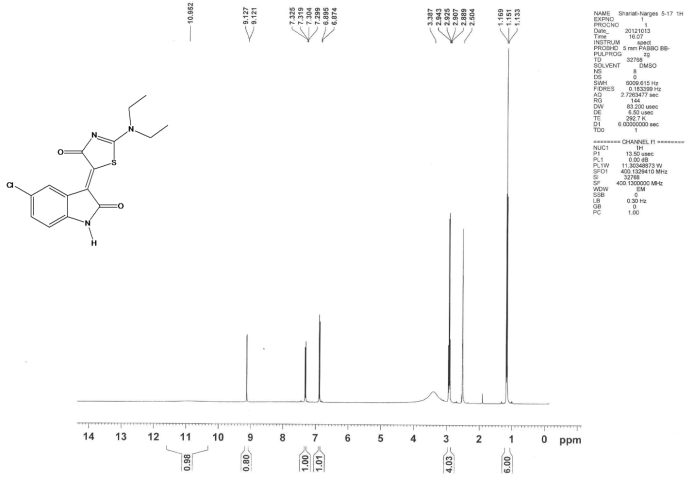 10.952
9.127
9.121
7.325
7.319
7.304
7.299
6.895
6.874
3.387
2.943
2.925
2.907
2.889
2.504
1.169
1.151
1.133
NAME Shariati-Narges 5-17 1H
EXPNO 1
PROCNO 1
Date_ 20121013
Time 16.07
INSTRUM spect
PROBHD 5 mm PABBO BB-
PULPROG zg
TD 32768
SOLVENT DMSO
NS 8
DS 0
SWH 6009.615 Hz
FIDRES 0.183399 Hz
AQ 2.7263477 sec
RG 144
DW 83.200 usec
DE 6.50 usec
TE 292.7 K
D1 6.00000000 sec
TD0 1
======== CHANNEL f1 ========
NUC1 1H
P1 13.50 usec
PL1 0.00 dB
PL1W 11.30348873 W
SFO1 400.1329410 MHz
SI 32768
SF 400.1300000 MHz
WDW EM
SSB 0
LB 0.30 Hz
GB 0
PC 1.00
N
N
O
S
Cl
O
N
H
14 13 12 11 10 9 8 7 6 5 4 3 2 1 0 ppm
0.98
0.80
1.00
1.01
4.03
6.00